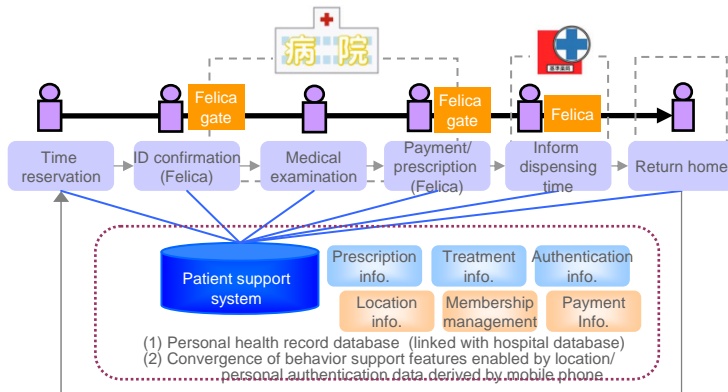 病院
Felica
gate
Felica
gate
Felica
Time
reservation
ID confirmation
(Felica)
Medical
examination
Payment/
prescription
(Felica)
Inform
dispensing
time
Return home
Patient support
system
Prescription
info.
Treatment
info.
Authentication
info.
Location
info.
Membership
management
Payment
Info.
(1) Personal health record database (linked with hospital database)
(2) Convergence of behavior support features enabled by location/
personal authentication data derived by mobile phone